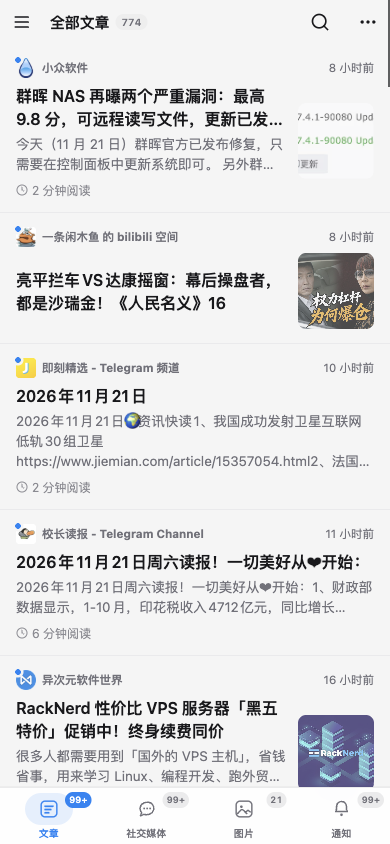 全部文章 774
小众软件 8 小时前
群晖 NAS 再曝两个严重漏洞：最高
9.8 分，可远程读写文件，更新已发…
今天（11 月 21 日）群晖官方已发布修复，只
需要在控制面板中更新系统即可。 另外群…
7.4.1-90080 Upd
7.4.1-90080 Upd
更新
2 分钟阅读
一条闲木鱼 的 bilibili 空间 8 小时前
亮平拦车 VS 达康摇窗：幕后操盘者，
都是沙瑞金！《人民名义》16
权力杠杆
为何爆仓
即刻精选 - Telegram 频道 10 小时前
2026 年 11 月 21 日
2026 年 11 月 21 日🌍资讯快读 1、我国成功发射卫星互联网
低轨 30 组卫星
https://www.jiemian.com/article/15357054.html2、法国…
2 分钟阅读
校长读报 - Telegram Channel 11 小时前
2026 年 11 月 21 日周六读报！一切美好从❤开始：
2026 年 11 月 21 日周六读报！一切美好从❤开始：1、财政部
数据显示，1-10 月，印花税收入 4712 亿元，同比增长…
6 分钟阅读
异次元软件世界 16 小时前
RackNerd 性价比 VPS 服务器「黑五
特价」促销中！终身续费同价
很多人都需要用到「国外的 VPS 主机」，省钱
省事，用来学习 Linux、编程开发、跑外贸…
RackNerd
99+ 99+ 21 99+
文章 社交媒体 图片 通知